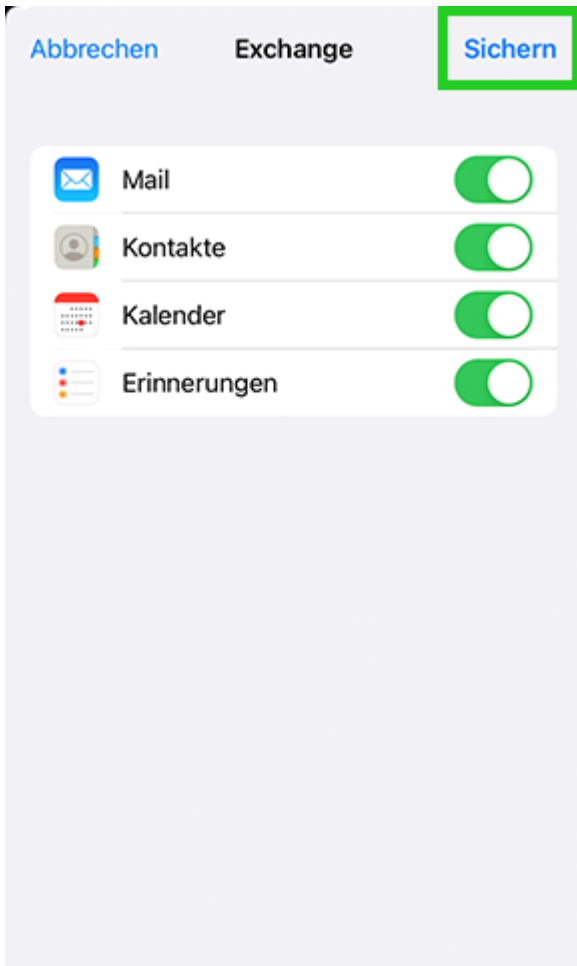 Abbrechen Exchange Sichern
Mail
Kontakte
Kalender
Erinnerungen